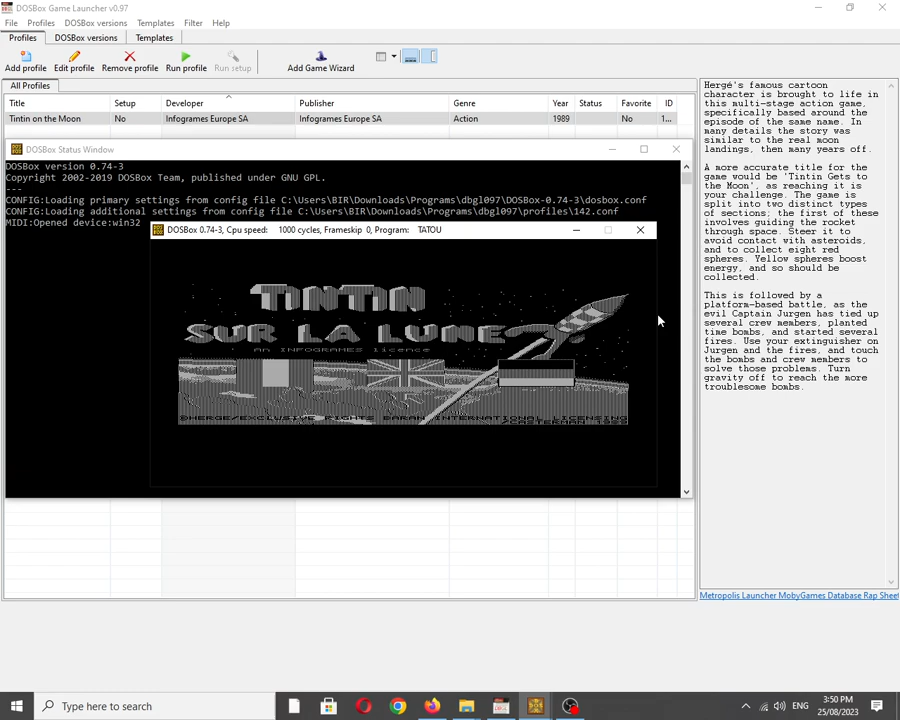 DOSBox Game Launcher v0.97
File Profiles DOSBox versions Templates Filter Help
Profiles DOSBox versions Templates
Add profile Edit profile Remove profile Run profile Run setup Add Game Wizard
All Profiles
Title Setup Developer Publisher Genre Year Status Favorite ID
Tintin on the Moon No Infogrames Europe SA Infogrames Europe SA Action 1989 No 1...
DOSBox Status Window
DOSBox version 0.74-3
Copyright 2002-2019 DOSBox Team, published under GNU GPL.
---
CONFIG:Loading primary settings from config file C:\Users\BIR\Downloads\Programs\dbgl097\DOSBox-0.74-3\dosbox.conf
CONFIG:Loading additional settings from config file C:\Users\BIR\Downloads\Programs\dbgl097\profiles\142.conf
MIDI:Opened device:win32
DOSBox 0.74-3, Cpu speed: 1000 cycles, Frameskip 0, Program: TATOU
TINTIN
SUR LA LUNE
An INFOGRAMES licence
©HERGE/EXCLUSIVE RIGHTS BARAN INTERNATIONAL LICENSING
/CASTERMAN 1989
Hergé's famous cartoon
character is brought to life in
this multi-stage action game,
specifically based around the
episode of the same name. In
many details the story was
similar to the real moon
landings, then many years off.
A more accurate title for the
game would be 'Tintin Gets to
the Moon', as reaching it is
your challenge. The game is
split into two distinct types
of sections; the first of these
involves guiding the rocket
through space. Steer it to
avoid contact with asteroids,
and to collect eight red
spheres. Yellow spheres boost
energy, and so should be
collected.
This is followed by a
platform-based battle, as the
evil Captain Jurgen has tied up
several crew members, planted
time bombs, and started several
fires. Use your extinguisher on
Jurgen and the fires, and touch
the bombs and crew members to
solve those problems. Turn
gravity off to reach the more
troublesome bombs.
Metropolis Launcher MobyGames Database Rap Sheet
Type here to search
ENG
3:50 PM
25/08/2023